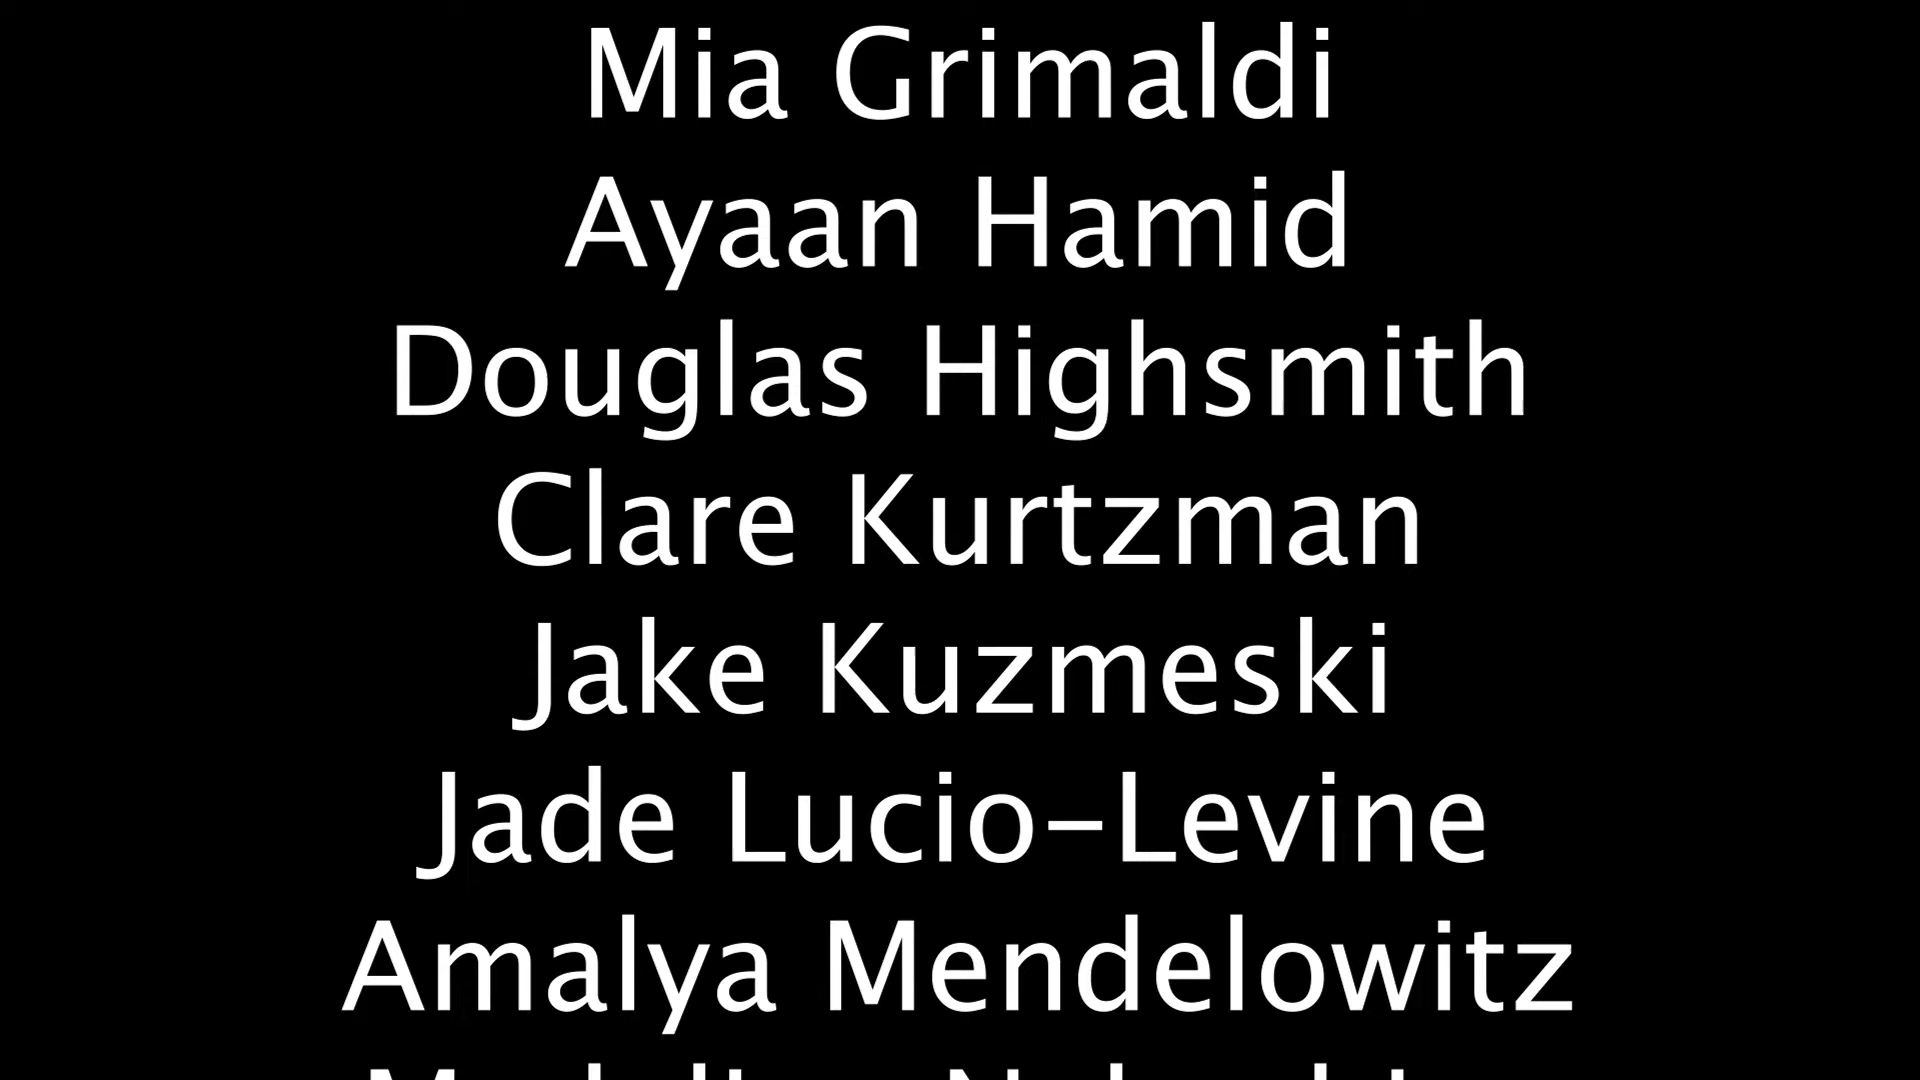 Mia Grimaldi
Ayaan Hamid
Douglas Highsmith
Clare Kurtzman
Jake Kuzmeski
Jade Lucio-Levine
Amalya Mendelowitz